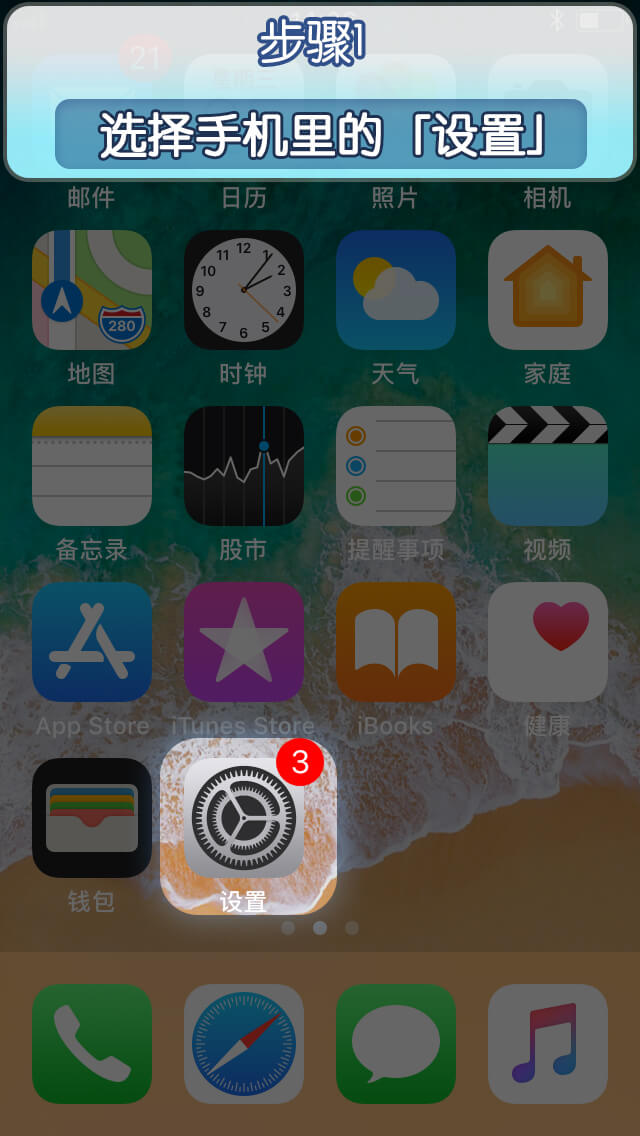 步骤1
选择手机里的「设置」
21
星期三
邮件
日历
照片
相机
12
11
1
10
2
9
3
8
4
7
5
6
280
地图
时钟
天气
家庭
备忘录
股市
提醒事项
视频
App Store
iTunes Store
iBooks
健康
3
钱包
设置